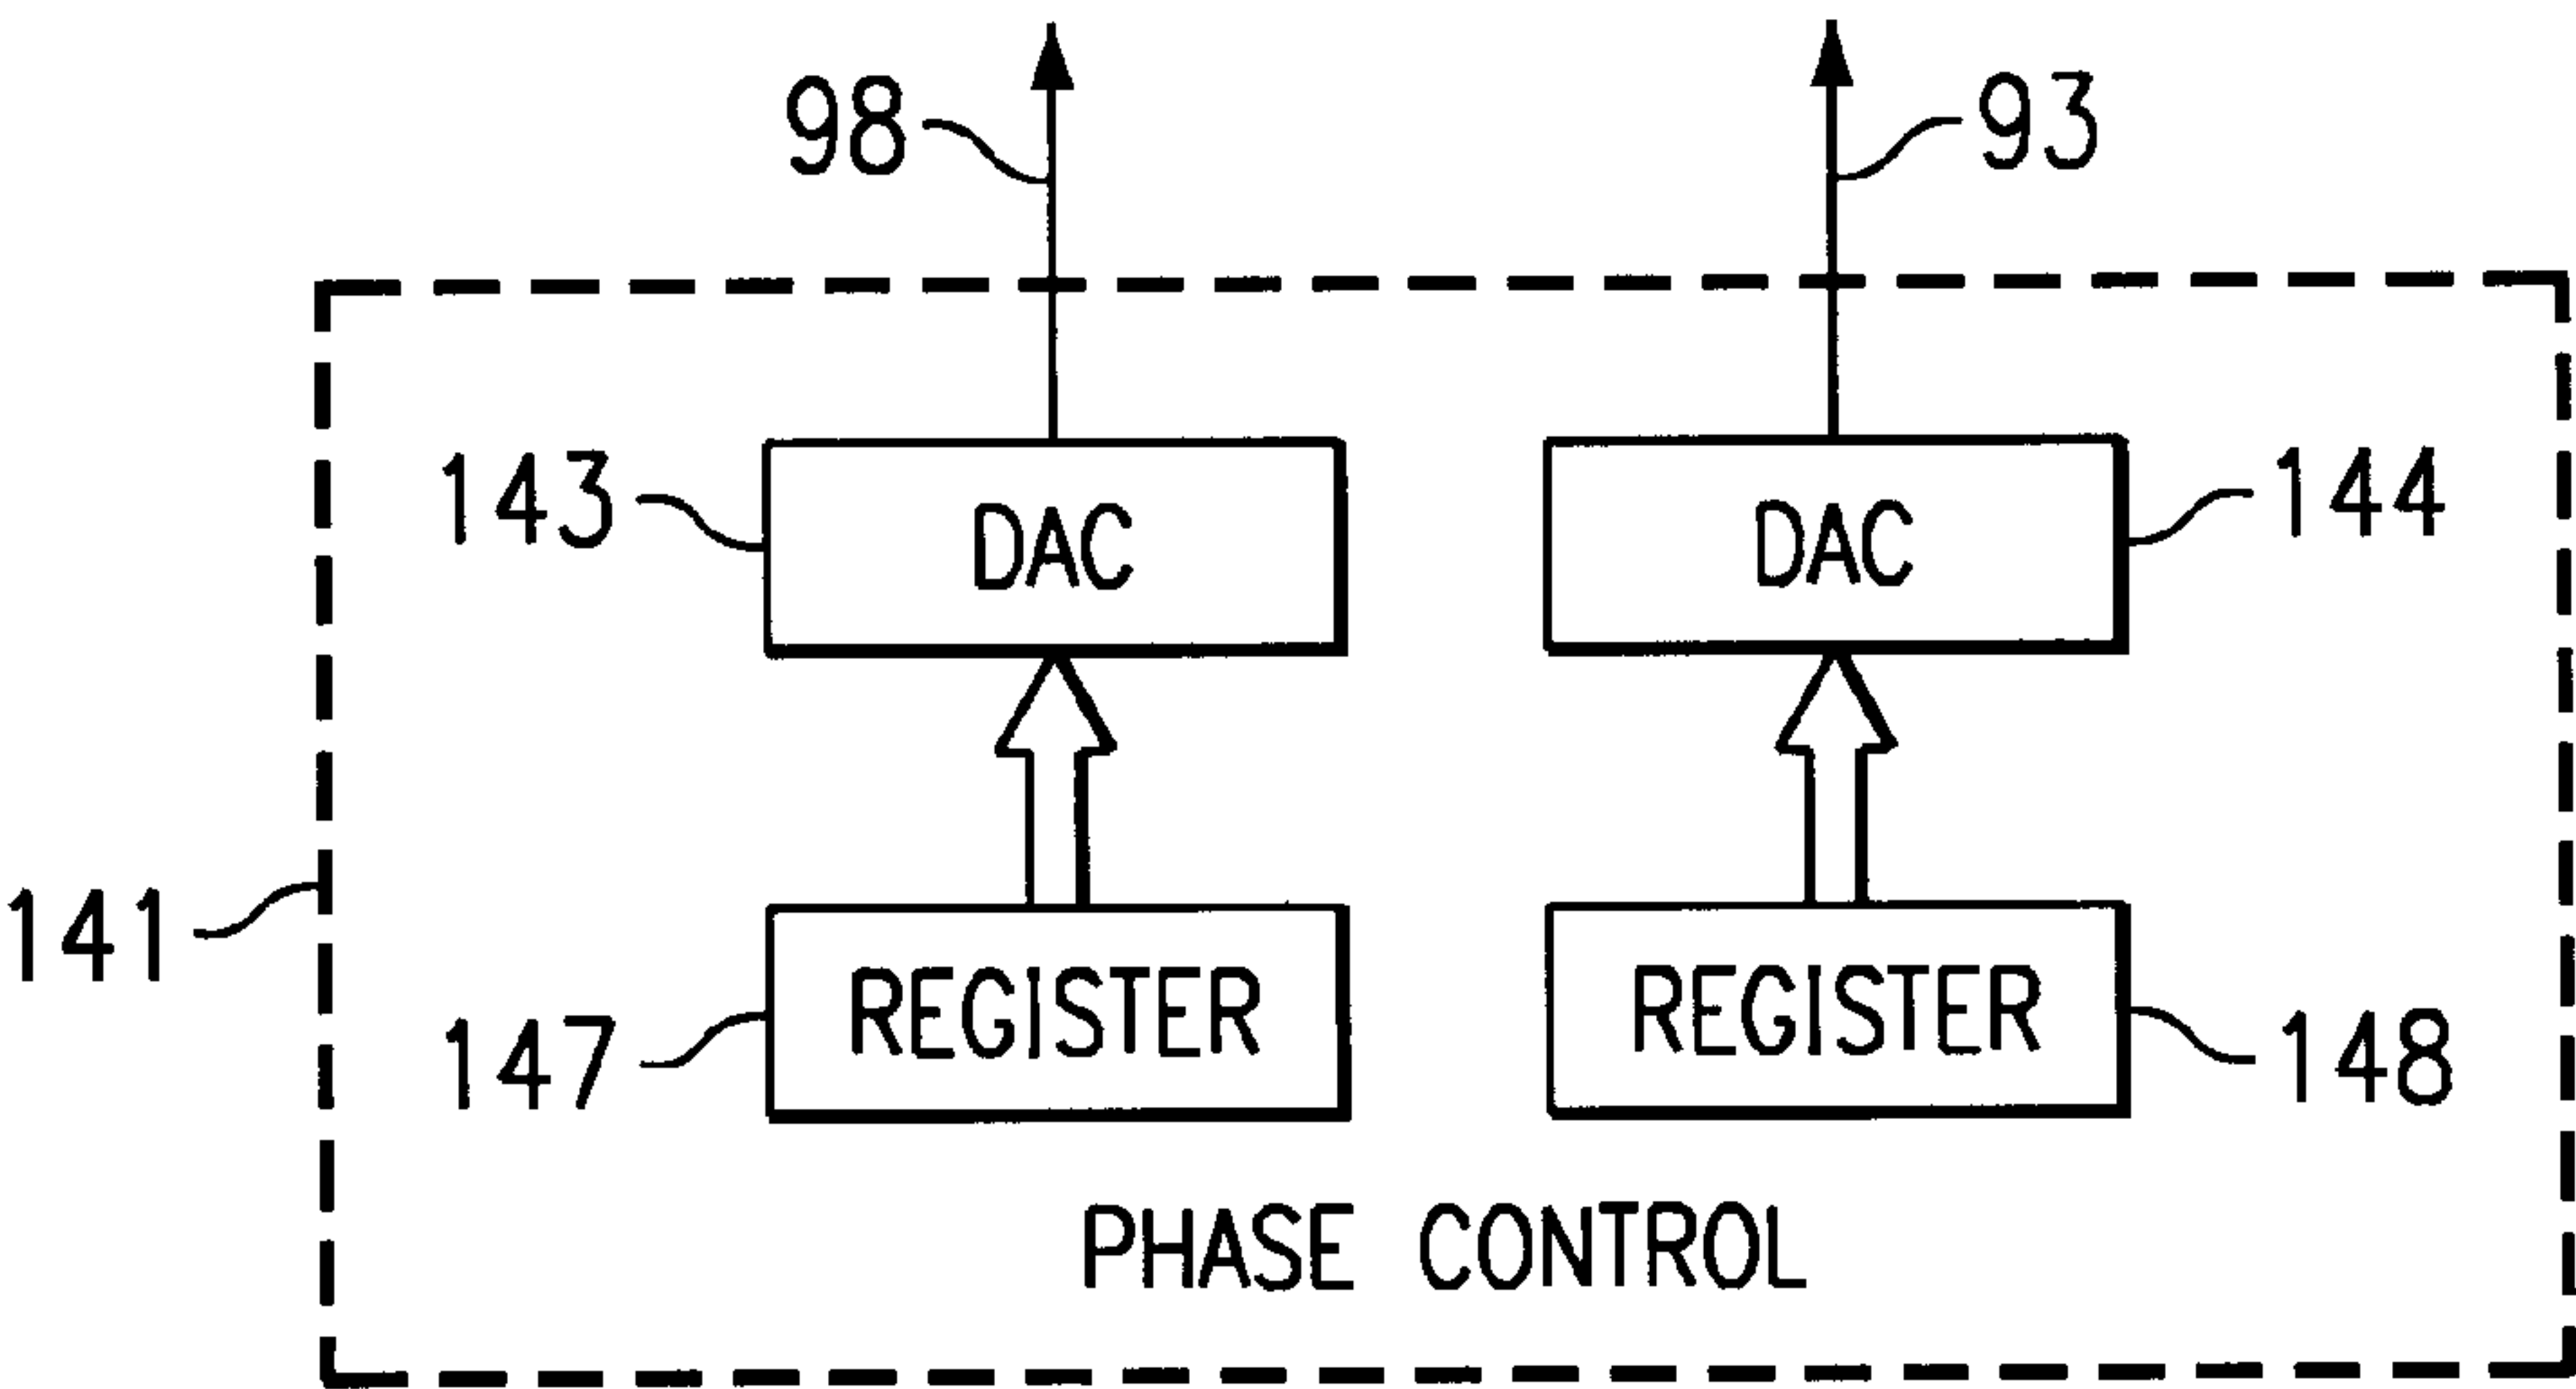 98 93
143 DAC DAC 144
141
147 REGISTER REGISTER 148
PHASE CONTROL